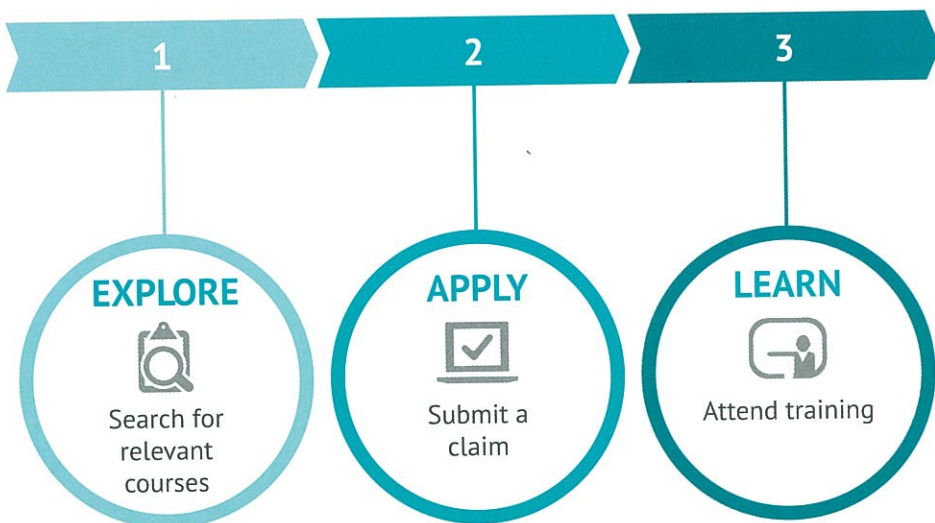 1
2
3
EXPLORE
Search for
relevant
courses
APPLY
Submit a
claim
LEARN
Attend training